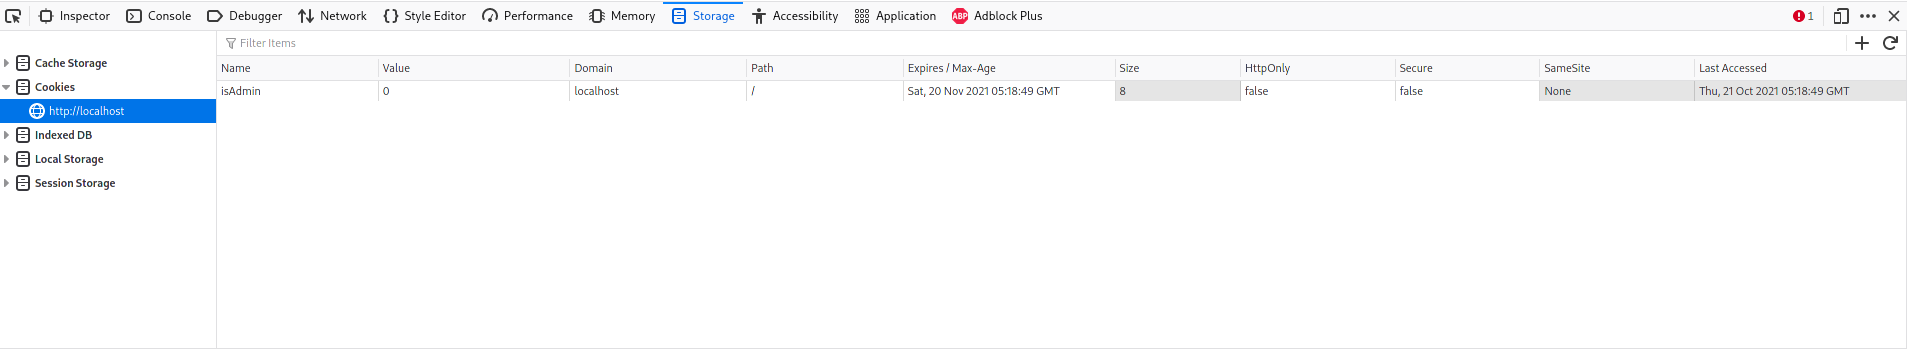 Inspector Console Debugger Network Style Editor Performance Memory Storage Accessibility Application ABP Adblock Plus 1
Filter Items
Cache Storage
Cookies
http://localhost
Indexed DB
Local Storage
Session Storage
Name Value Domain Path Expires / Max-Age Size HttpOnly Secure SameSite Last Accessed
isAdmin 0 localhost / Sat, 20 Nov 2021 05:18:49 GMT 8 false false None Thu, 21 Oct 2021 05:18:49 GMT